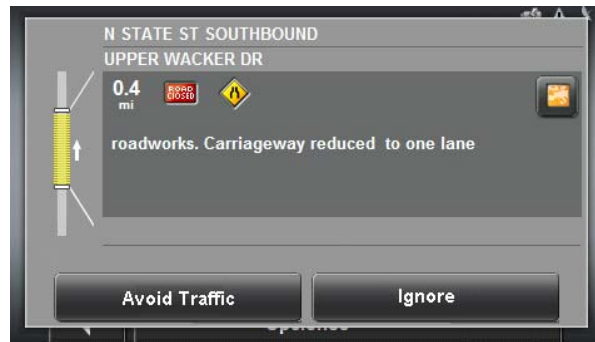 N STATE ST SOUTHBOUND
UPPER WACKER DR
0.4
mi
ROAD
CLOSED
roadworks. Carriageway reduced to one lane
Avoid Traffic
Ignore